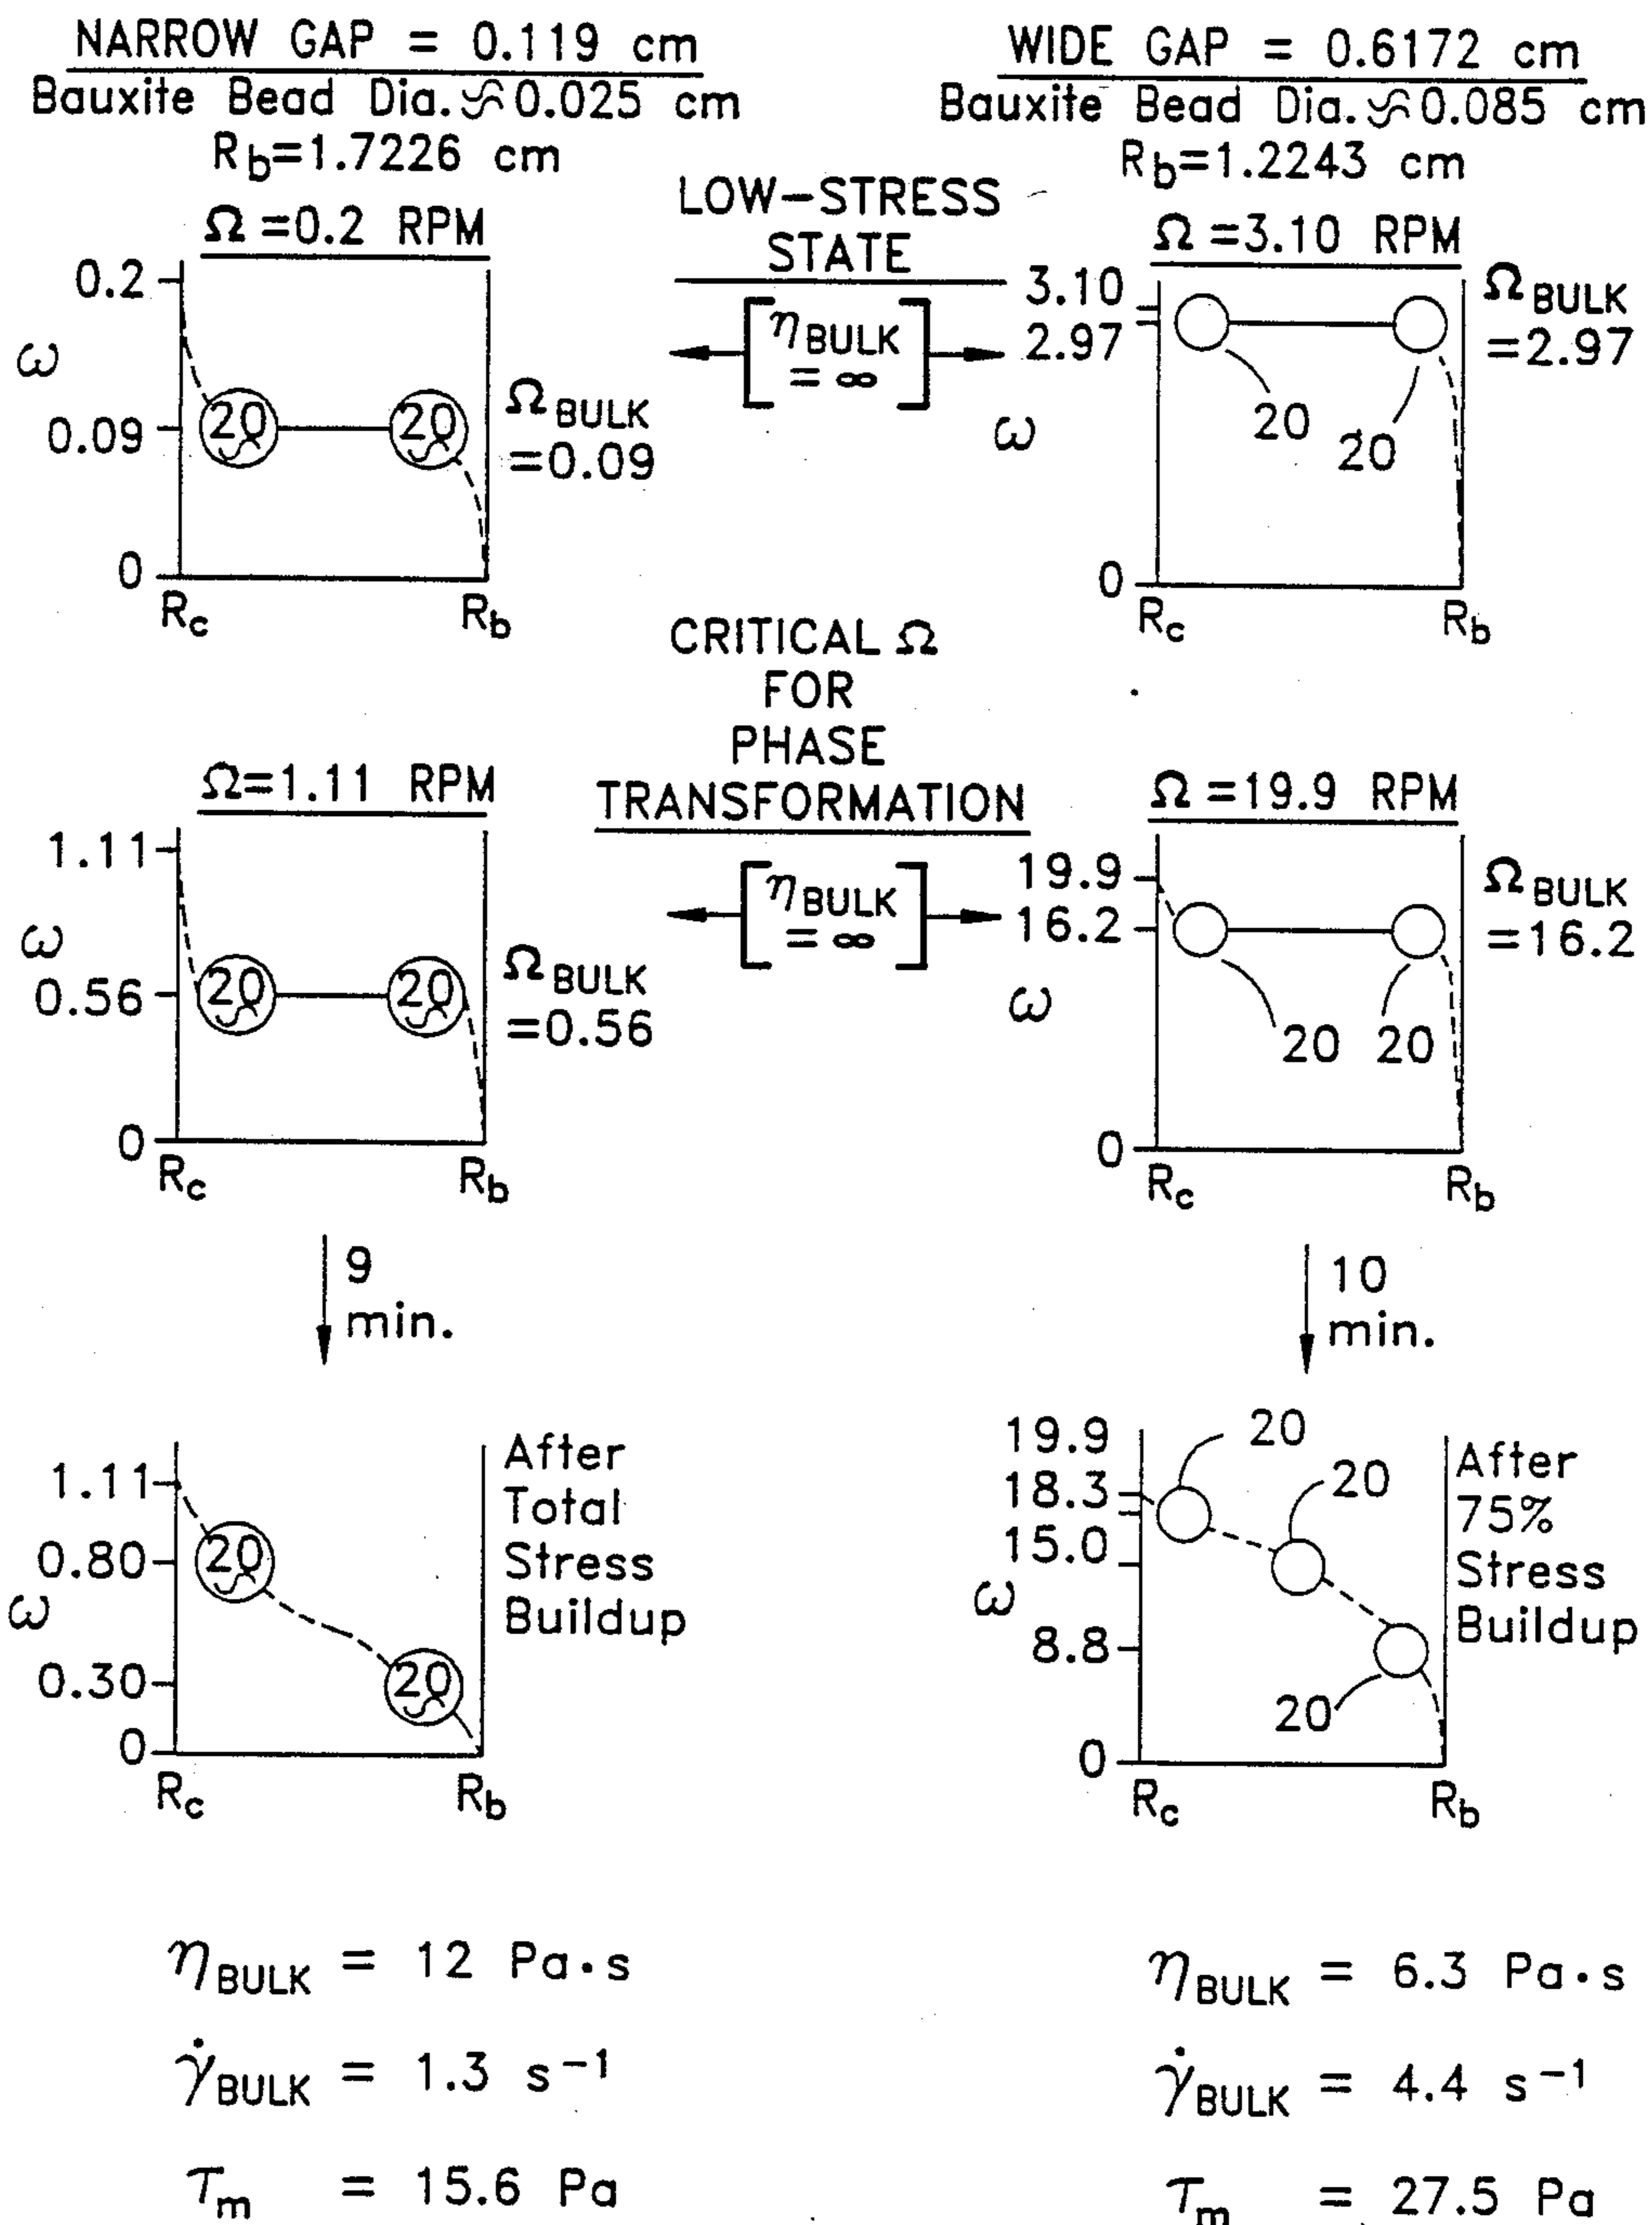 NARROW GAP = 0.119 cm
Bauxite Bead Dia. ≈ 0.025 cm
Rb=1.7226 cm
WIDE GAP = 0.6172 cm
Bauxite Bead Dia. ≈ 0.085 cm
Rb=1.2243 cm
LOW-STRESS
STATE
[ηBULK
= ∞]
Ω =0.2 RPM
0.2
ω
0.09
0
Rc
Rb
20
20
ΩBULK
=0.09
Ω =3.10 RPM
3.10
2.97
ω
0
Rc
Rb
20
20
ΩBULK
=2.97
CRITICAL Ω
FOR
PHASE
TRANSFORMATION
[ηBULK
= ∞]
Ω=1.11 RPM
1.11
ω
0.56
0
Rc
Rb
20
20
ΩBULK
=0.56
Ω =19.9 RPM
19.9
16.2
ω
0
Rc
Rb
20
20
ΩBULK
=16.2
9
min.
10
min.
1.11
0.80
ω
0.30
0
Rc
Rb
20
20
After
Total
Stress
Buildup
19.9
18.3
15.0
ω
8.8
0
Rc
Rb
20
20
20
After
75%
Stress
Buildup
ηBULK = 12 Pa·s
γ̇BULK = 1.3 s⁻¹
τm = 15.6 Pa
ηBULK = 6.3 Pa·s
γ̇BULK = 4.4 s⁻¹
τm = 27.5 Pa